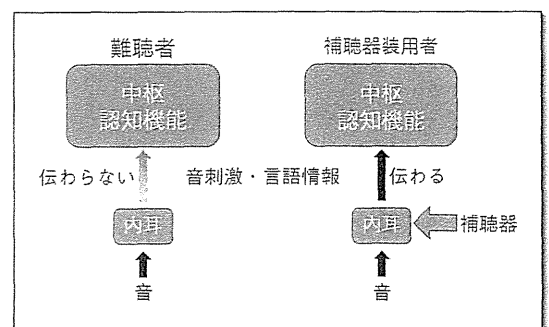 難聴者
補聴器装用者
中枢
認知機能
中枢
認知機能
伝わらない
音刺激・言語情報
伝わる
内耳
内耳
補聴器
音
音